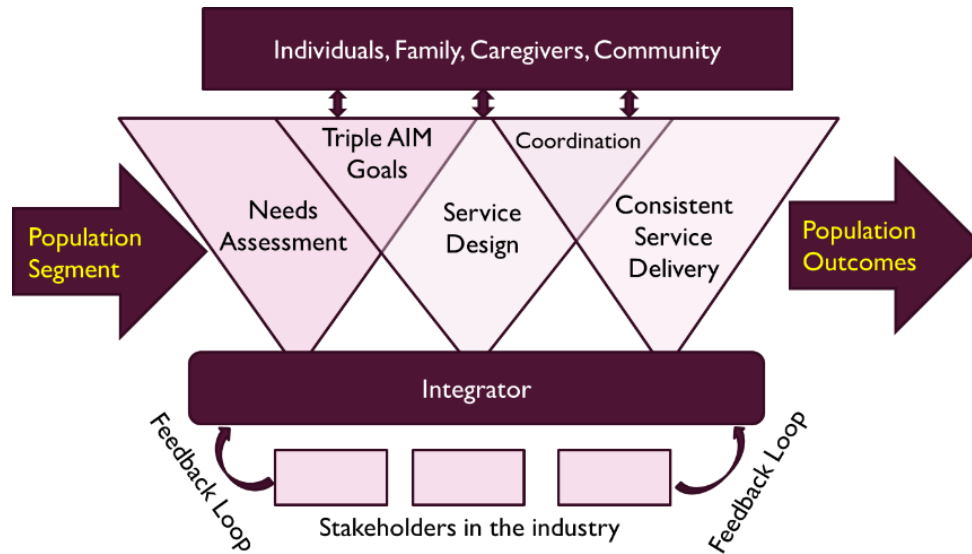 Individuals, Family, Caregivers, Community
Triple AIM
Goals
Coordination
Needs
Assessment
Service
Design
Consistent
Service
Delivery
Population
Segment
Population
Outcomes
Integrator
Feedback Loop
Feedback Loop
Stakeholders in the industry